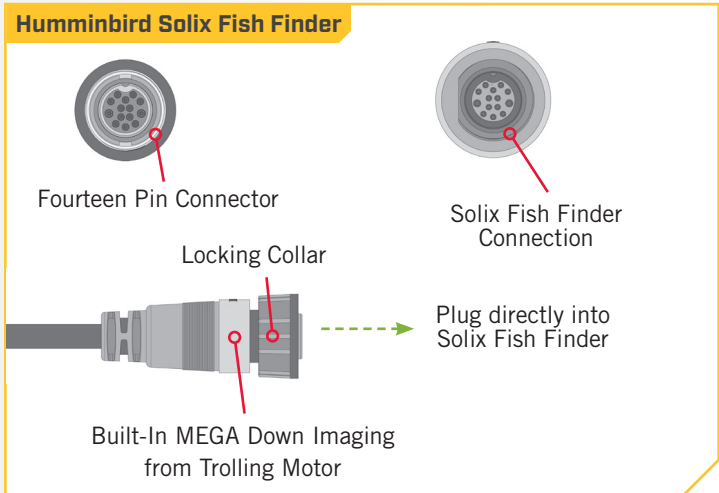 Humminbird Solix Fish Finder
Fourteen Pin Connector
Solix Fish Finder
Connection
Locking Collar
Plug directly into
Solix Fish Finder
Built-In MEGA Down Imaging
from Trolling Motor